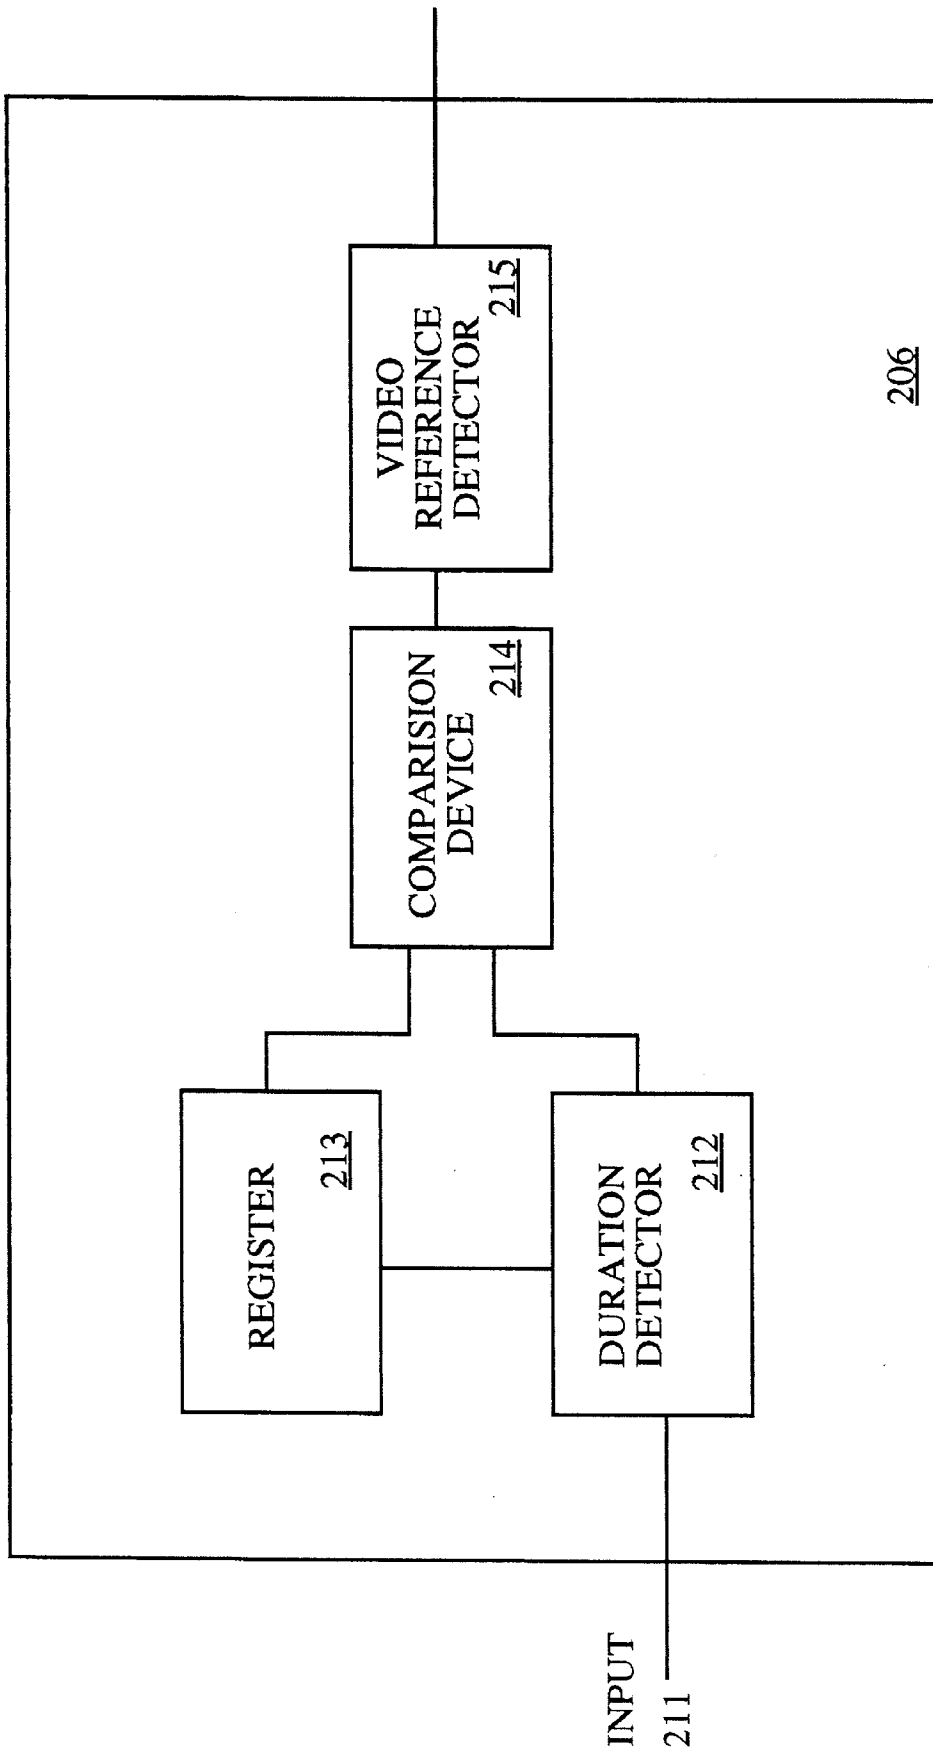 REGISTER
213
INPUT
211
DURATION
DETECTOR
212
COMPARISION
DEVICE
214
VIDEO
REFERENCE
DETECTOR
215
206